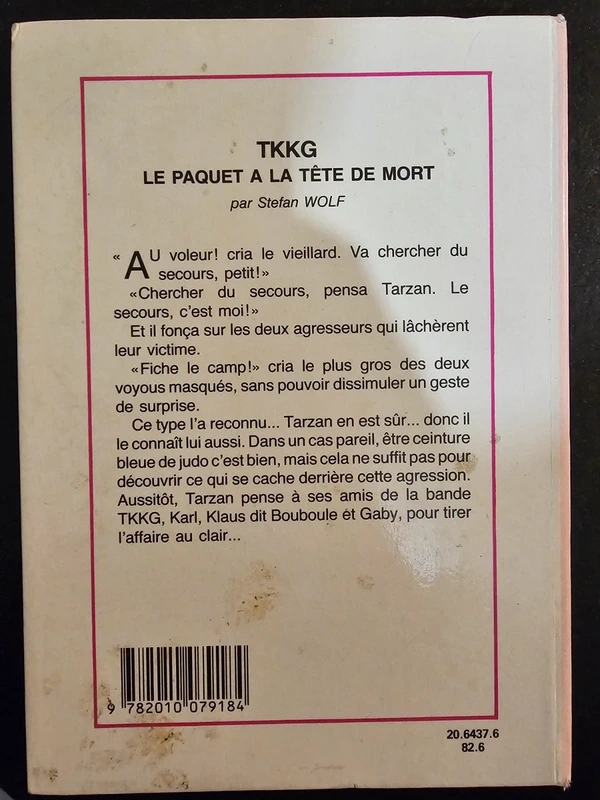 TKKG
LE PAQUET A LA TÊTE DE MORT
par Stefan WOLF
« AU voleur! cria le vieillard. Va chercher du
secours, petit!»
«Chercher du secours, pensa Tarzan. Le
secours, c'est moi!»
Et il fonça sur les deux agresseurs qui lâchèrent
leur victime.
«Fiche le camp!» cria le plus gros des deux
voyous masqués, sans pouvoir dissimuler un geste
de surprise.
Ce type l'a reconnu... Tarzan en est sûr... donc il
le connaît lui aussi. Dans un cas pareil, être ceinture
bleue de judo c'est bien, mais cela ne suffit pas pour
découvrir ce qui se cache derrière cette agression.
Aussitôt, Tarzan pense à ses amis de la bande
TKKG, Karl, Klaus dit Bouboule et Gaby, pour tirer
l'affaire au clair...
9 782010 079184
20.6437.6
82.6